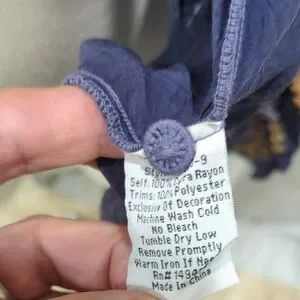 -9
Rayon
Self: 100%
Trims: 100% Polyester
Exclusive Of Decoration
Machine Wash Cold
No Bleach
Tumble Dry Low
Remove Promptly
Warm Iron If
Rn# 149
Made In China